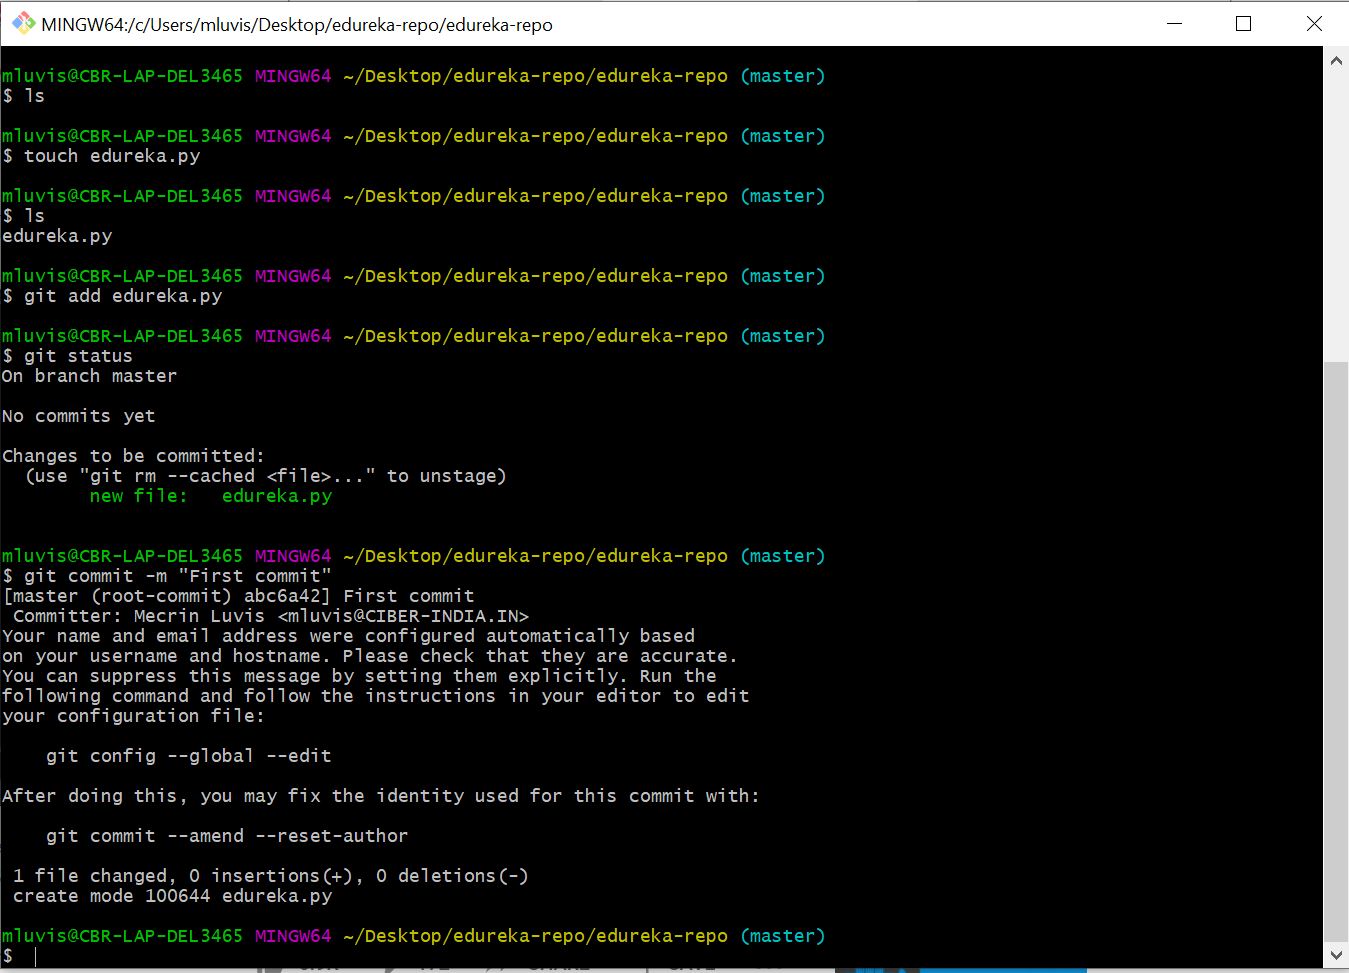 MINGW64:/c/Users/mluvis/Desktop/edureka-repo/edureka-repo
mluvis@CBR-LAP-DEL3465 MINGW64 ~/Desktop/edureka-repo/edureka-repo (master)
$ ls
mluvis@CBR-LAP-DEL3465 MINGW64 ~/Desktop/edureka-repo/edureka-repo (master)
$ touch edureka.py
mluvis@CBR-LAP-DEL3465 MINGW64 ~/Desktop/edureka-repo/edureka-repo (master)
$ ls
edureka.py
mluvis@CBR-LAP-DEL3465 MINGW64 ~/Desktop/edureka-repo/edureka-repo (master)
$ git add edureka.py
mluvis@CBR-LAP-DEL3465 MINGW64 ~/Desktop/edureka-repo/edureka-repo (master)
$ git status
On branch master
No commits yet
Changes to be committed:
  (use "git rm --cached <file>..." to unstage)
        new file:   edureka.py
mluvis@CBR-LAP-DEL3465 MINGW64 ~/Desktop/edureka-repo/edureka-repo (master)
$ git commit -m "First commit"
[master (root-commit) abc6a42] First commit
 Committer: Mecrin Luvis <mluvis@CIBER-INDIA.IN>
Your name and email address were configured automatically based
on your username and hostname. Please check that they are accurate.
You can suppress this message by setting them explicitly. Run the
following command and follow the instructions in your editor to edit
your configuration file:
    git config --global --edit
After doing this, you may fix the identity used for this commit with:
    git commit --amend --reset-author
 1 file changed, 0 insertions(+), 0 deletions(-)
 create mode 100644 edureka.py
mluvis@CBR-LAP-DEL3465 MINGW64 ~/Desktop/edureka-repo/edureka-repo (master)
$